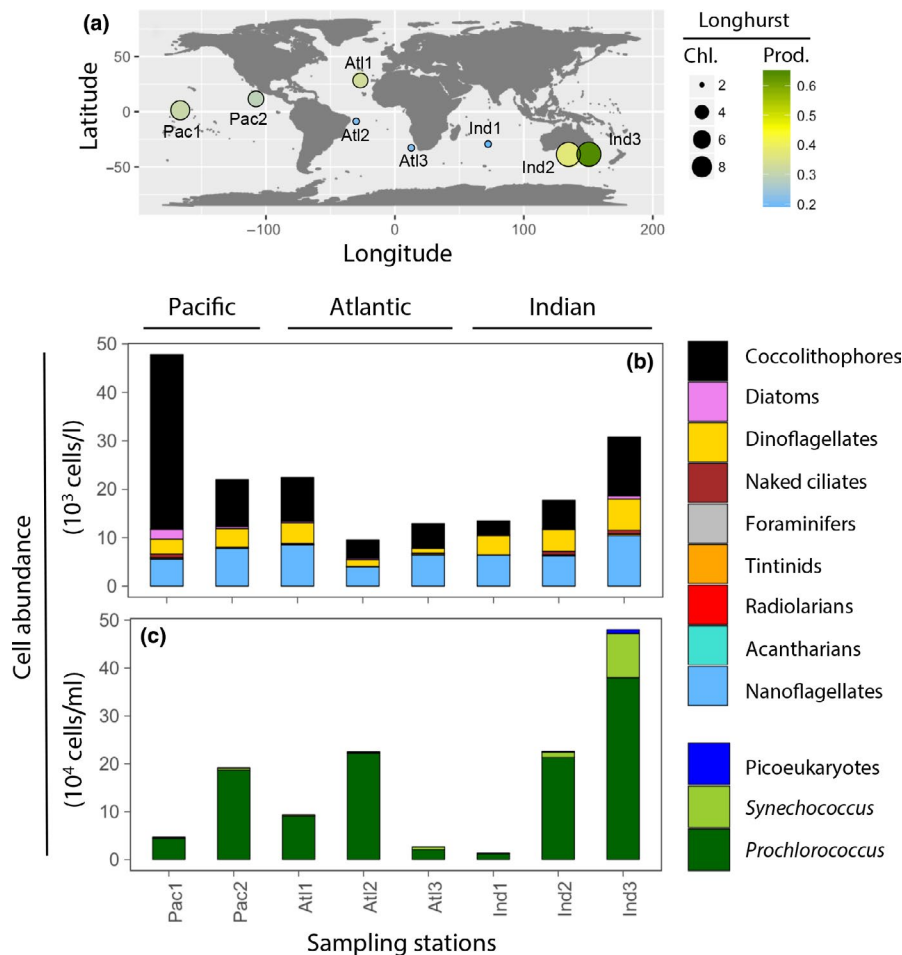 (a)
Longhurst
Chl.
Prod.
Latitude
50
0
−50
−100
0
100
200
Longitude
Pac1
Pac2
Atl1
Atl2
Atl3
Ind1
Ind2
Ind3
2
4
6
8
0.6
0.5
0.4
0.3
0.2
Pacific
Atlantic
Indian
Cell abundance
(b)
(10³ cells/l)
50
40
30
20
10
0
Coccolithophores
Diatoms
Dinoflagellates
Naked ciliates
Foraminifers
Tintinids
Radiolarians
Acantharians
Nanoflagellates
(c)
(10⁴ cells/ml)
50
40
30
20
10
0
Picoeukaryotes
Synechococcus
Prochlorococcus
Pac1
Pac2
Atl1
Atl2
Atl3
Ind1
Ind2
Ind3
Sampling stations